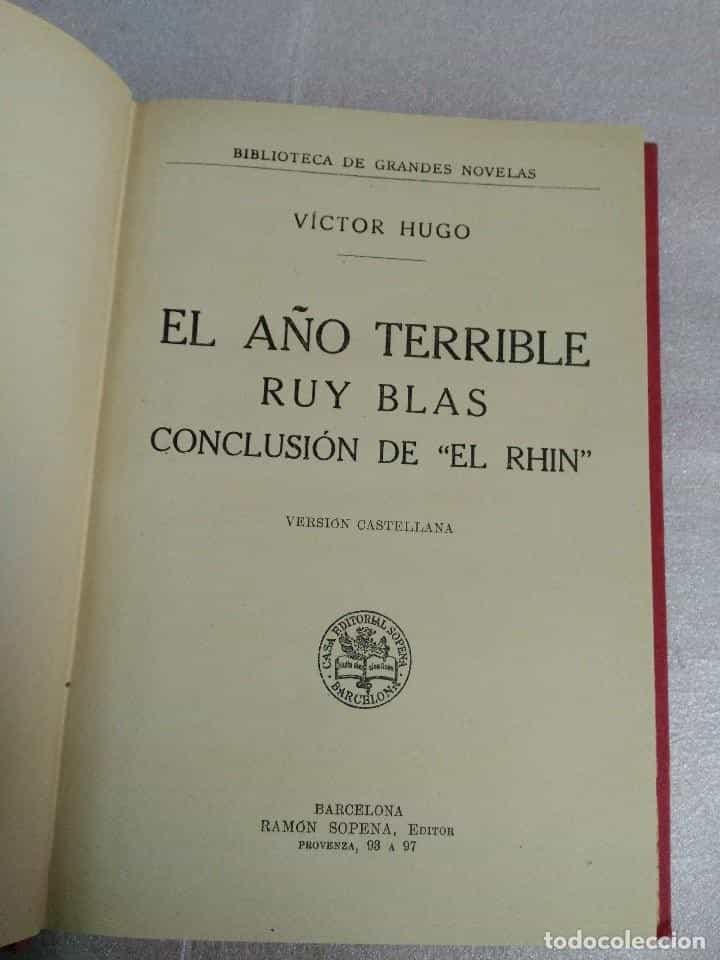 BIBLIOTECA DE GRANDES NOVELAS
VÍCTOR HUGO
EL AÑO TERRIBLE
RUY BLAS
CONCLUSIÓN DE “EL RHIN”
VERSIÓN CASTELLANA
CASA EDITORIAL SOPENA
BARCELONA
BARCELONA
RAMÓN SOPENA, EDITOR
PROVENZA, 93 A 97
todocoleccion